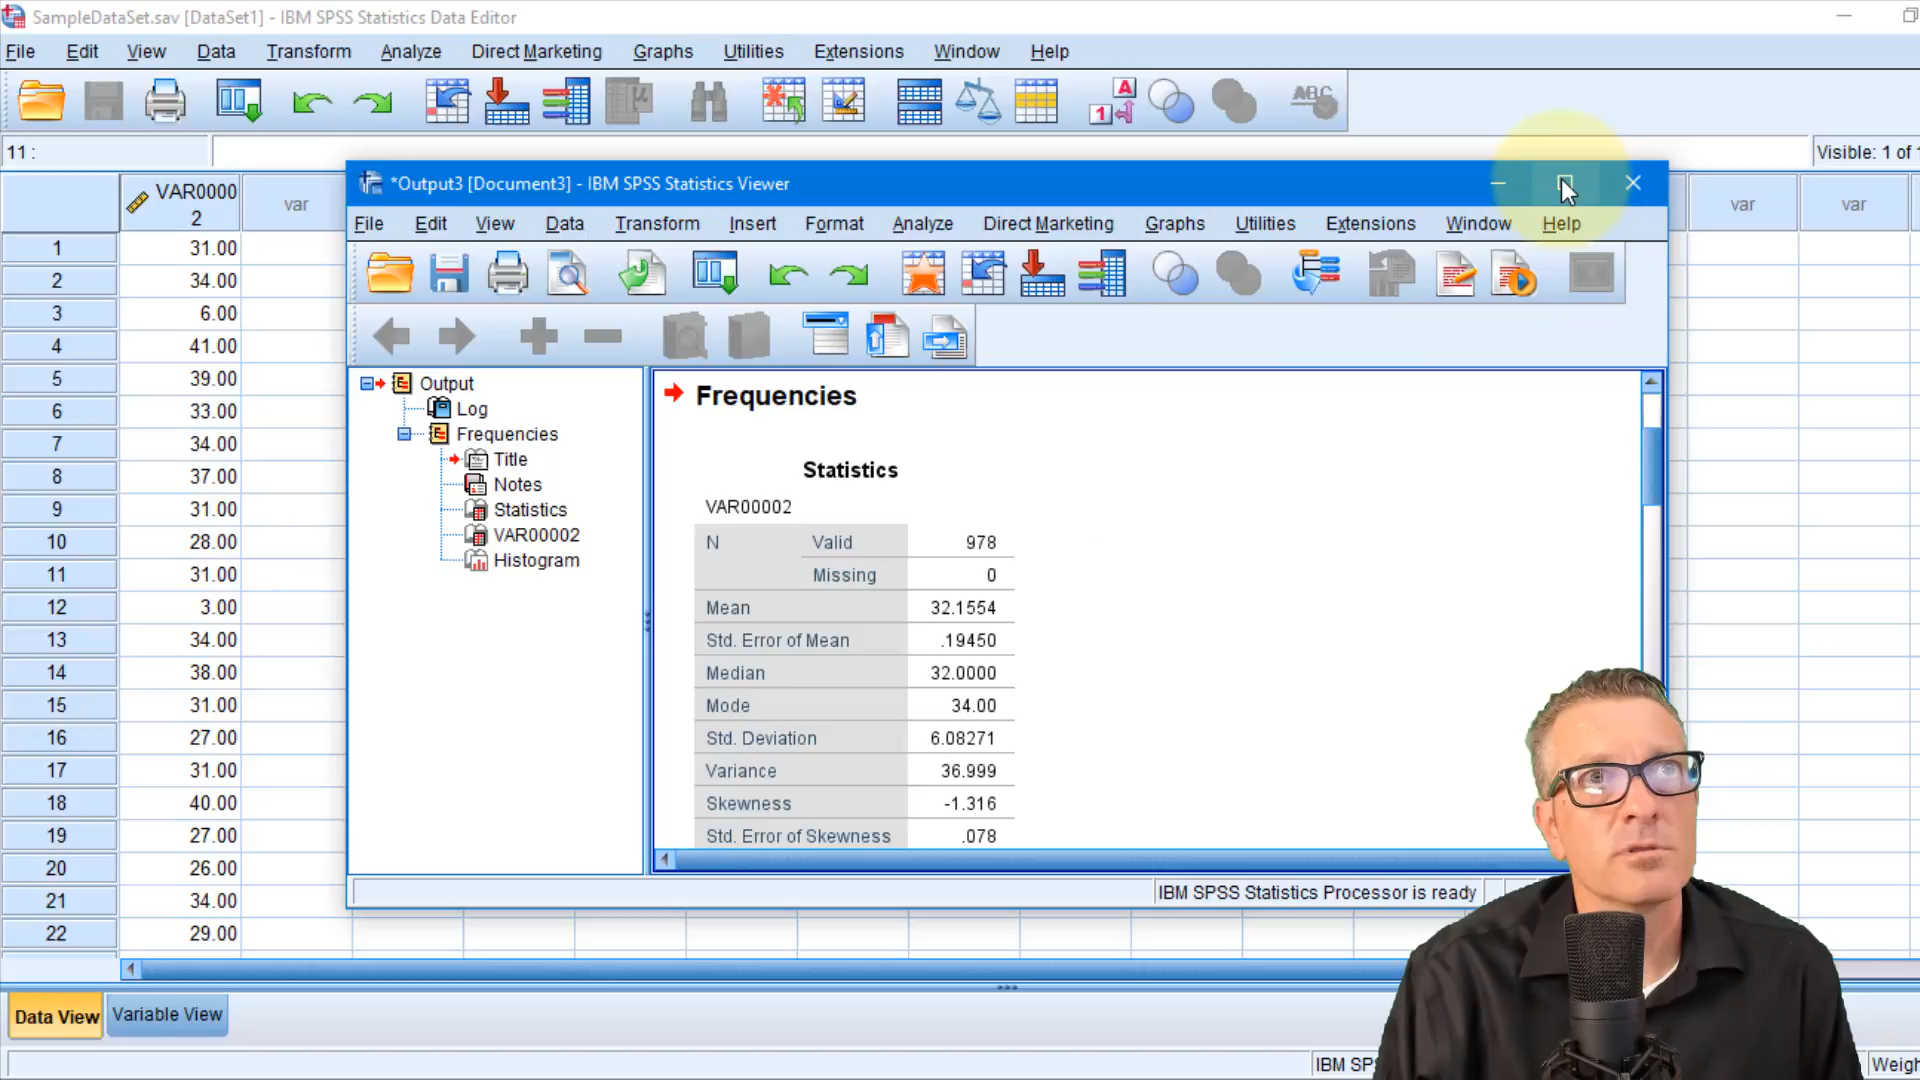 SampleDataSet.sav [DataSet1] - IBM SPSS Statistics Data Editor
File Edit View Data Transform Analyze Direct Marketing Graphs Utilities Extensions Window Help
A
1
ABC
11 :
Visible: 1 of 1
VAR0000
2
var
var
var
*Output3 [Document3] - IBM SPSS Statistics Viewer
File Edit View Data Transform Insert Format Analyze Direct Marketing Graphs Utilities Extensions Window Help
1 31.00
2 34.00
3 6.00
4 41.00
5 39.00
6 33.00
7 34.00
8 37.00
9 31.00
10 28.00
11 31.00
12 3.00
13 34.00
14 38.00
15 31.00
16 27.00
17 31.00
18 40.00
19 27.00
20 26.00
21 34.00
22 29.00
Output
Log
Frequencies
Title
Notes
Statistics
VAR00002
Histogram
Frequencies
Statistics
VAR00002
N Valid 978
Missing 0
Mean 32.1554
Std. Error of Mean .19450
Median 32.0000
Mode 34.00
Std. Deviation 6.08271
Variance 36.999
Skewness -1.316
Std. Error of Skewness .078
IBM SPSS Statistics Processor is ready
Data View Variable View
IBM SPS
Weigh